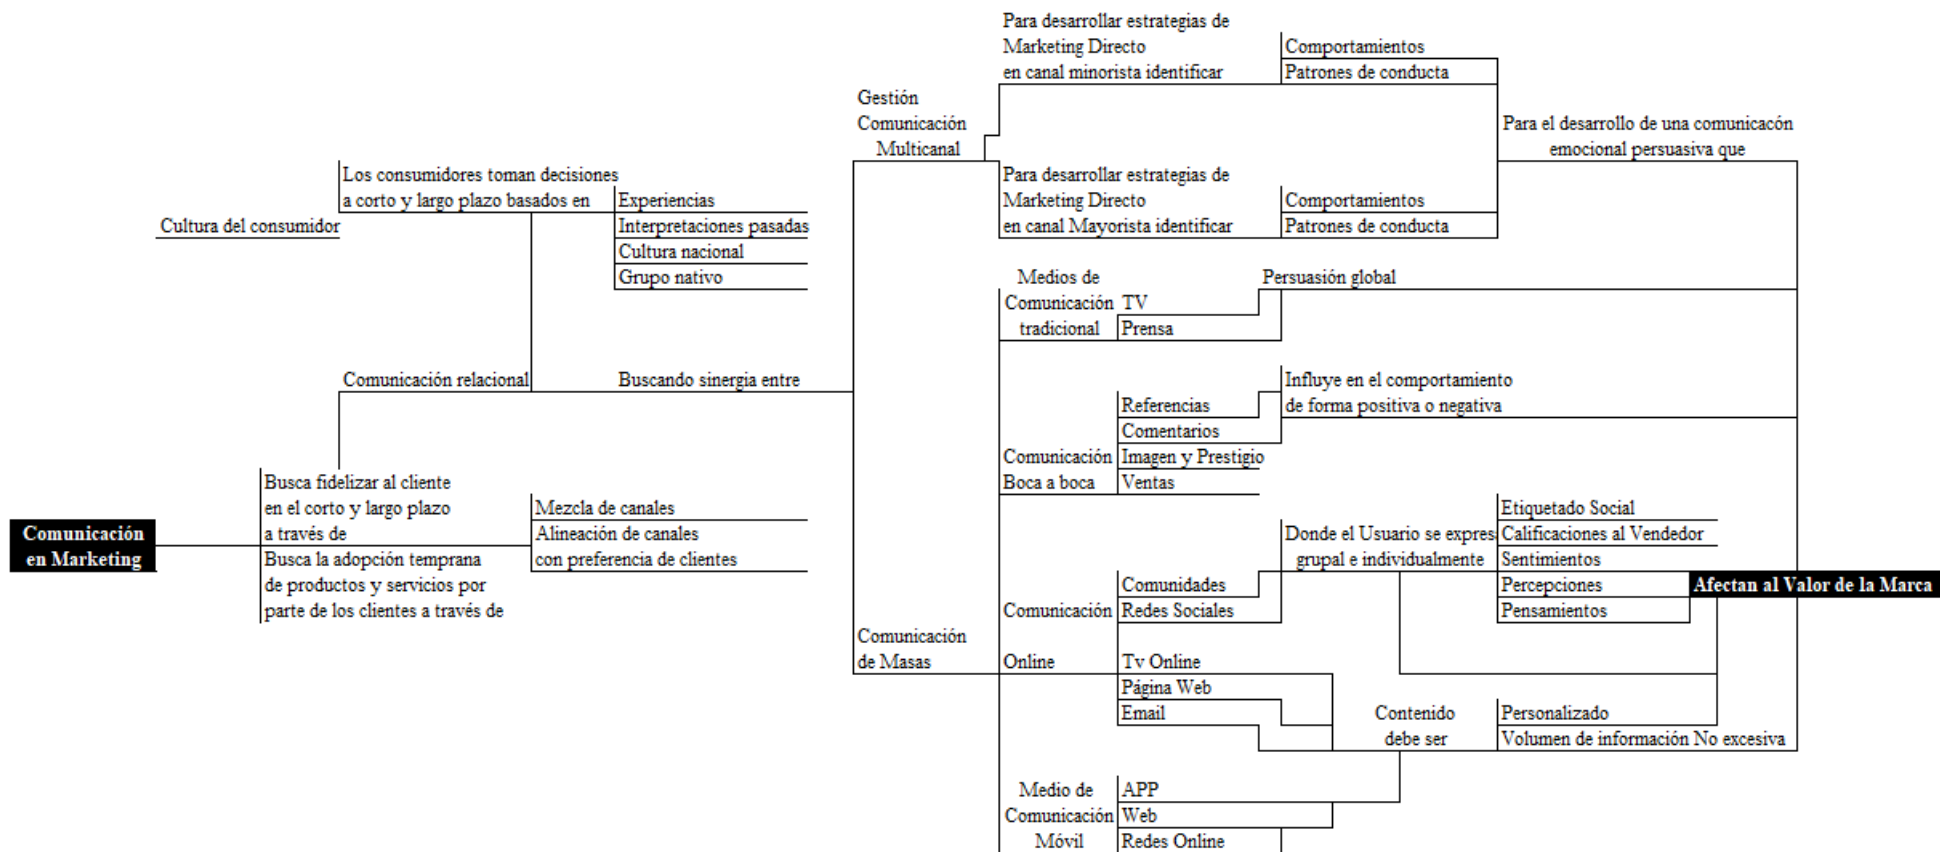 Comunicación
en Marketing
Cultura del consumidor
Busca fidelizar al cliente
en el corto y largo plazo
a través de
Busca la adopción temprana
de productos y servicios por
parte de los clientes a través de
Mezcla de canales
Alineación de canales
con preferencia de clientes
Los consumidores toman decisiones
a corto y largo plazo basados en
Experiencias
Interpretaciones pasadas
Cultura nacional
Grupo nativo
Comunicación relacional
Buscando sinergia entre
Gestión
Comunicación
Multicanal
Para desarrollar estrategias de
Marketing Directo
en canal minorista identificar
Comportamientos
Patrones de conducta
Para desarrollar estrategias de
Marketing Directo
en canal Mayorista identificar
Comportamientos
Patrones de conducta
Para el desarrollo de una comunicacón
emocional persuasiva que
Comunicación
de Masas
Medios de
Comunicación
tradicional
TV
Prensa
Persuasión global
Comunicación
Boca a boca
Referencias
Comentarios
Imagen y Prestigio
Ventas
Influye en el comportamiento
de forma positiva o negativa
Comunicación
Online
Comunidades
Redes Sociales
Tv Online
Página Web
Email
Donde el Usuario se expres
grupal e individualmente
Etiquetado Social
Calificaciones al Vendedor
Sentimientos
Percepciones
Pensamientos
Contenido
debe ser
Personalizado
Volumen de información No excesiva
Medio de
Comunicación
Móvil
APP
Web
Redes Online
Afectan al Valor de la Marca